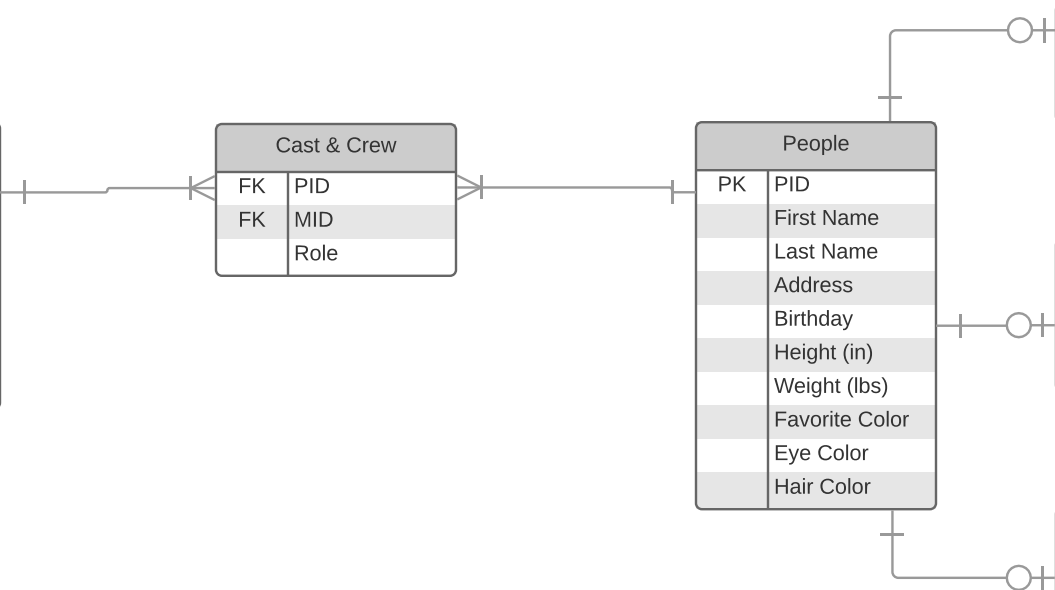 Cast & Crew
FK PID
FK MID
Role
People
PK PID
First Name
Last Name
Address
Birthday
Height (in)
Weight (lbs)
Favorite Color
Eye Color
Hair Color